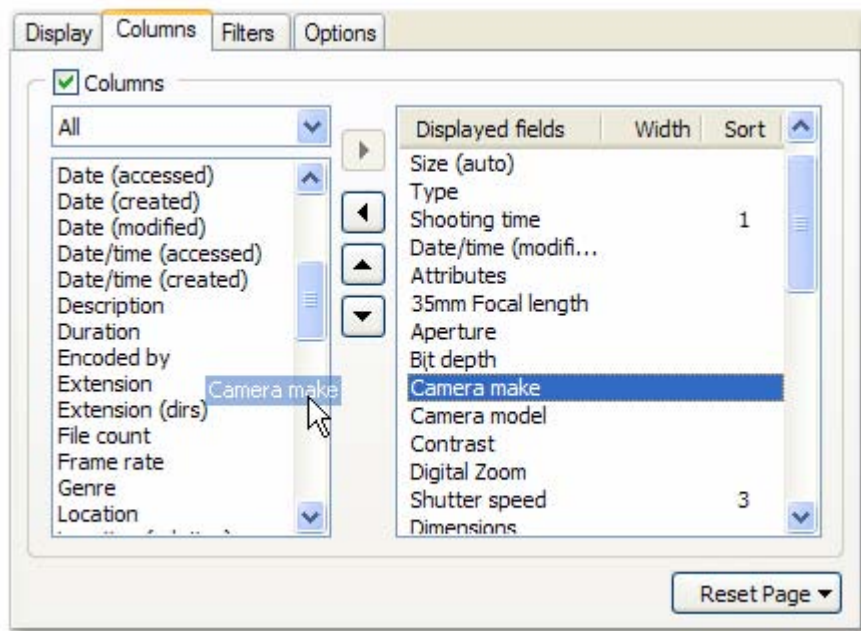 Display Columns Filters Options
Columns
All
Date (accessed)
Date (created)
Date (modified)
Date/time (accessed)
Date/time (created)
Description
Duration
Encoded by
Extension
Extension (dirs)
File count
Frame rate
Genre
Location
Camera make
Displayed fields Width Sort
Size (auto)
Type
Shooting time 1
Date/time (modifi...
Attributes
35mm Focal length
Aperture
Bit depth
Camera make
Camera model
Contrast
Digital Zoom
Shutter speed 3
Dimensions
Reset Page